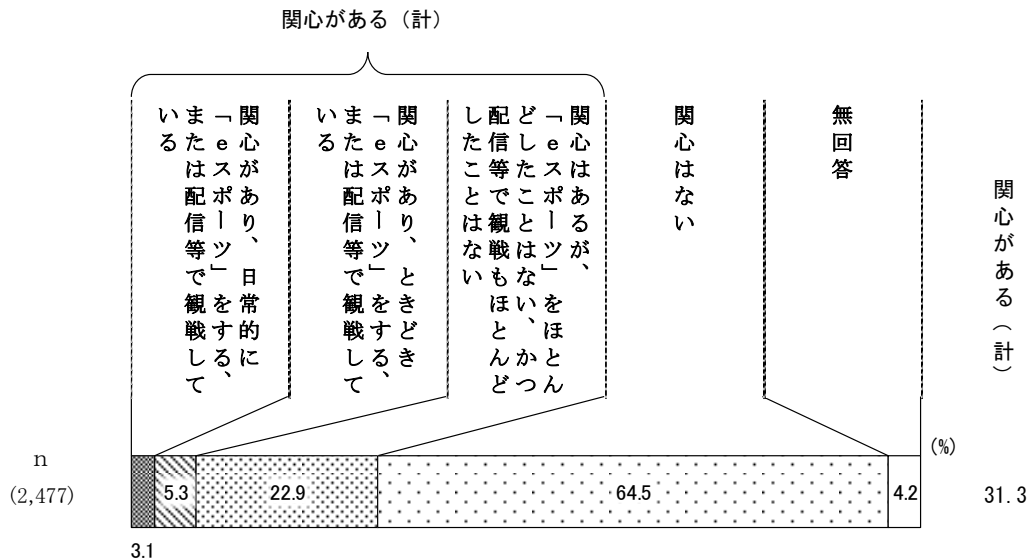 関心がある（計）
関心があり、日常的に
「ｅスポーツ」をする、
または配信等で観戦して
いる
関心があり、ときどき
「ｅスポーツ」をする、
または配信等で観戦して
いる
関心はあるが、
「ｅスポーツ」をほとん
どしたことはない、かつ
配信等で観戦もほとんど
したことはない
関心はない
無回答
関心がある（計）
(%)
n
(2,477)
5.3
22.9
64.5
4.2
31.3
3.1